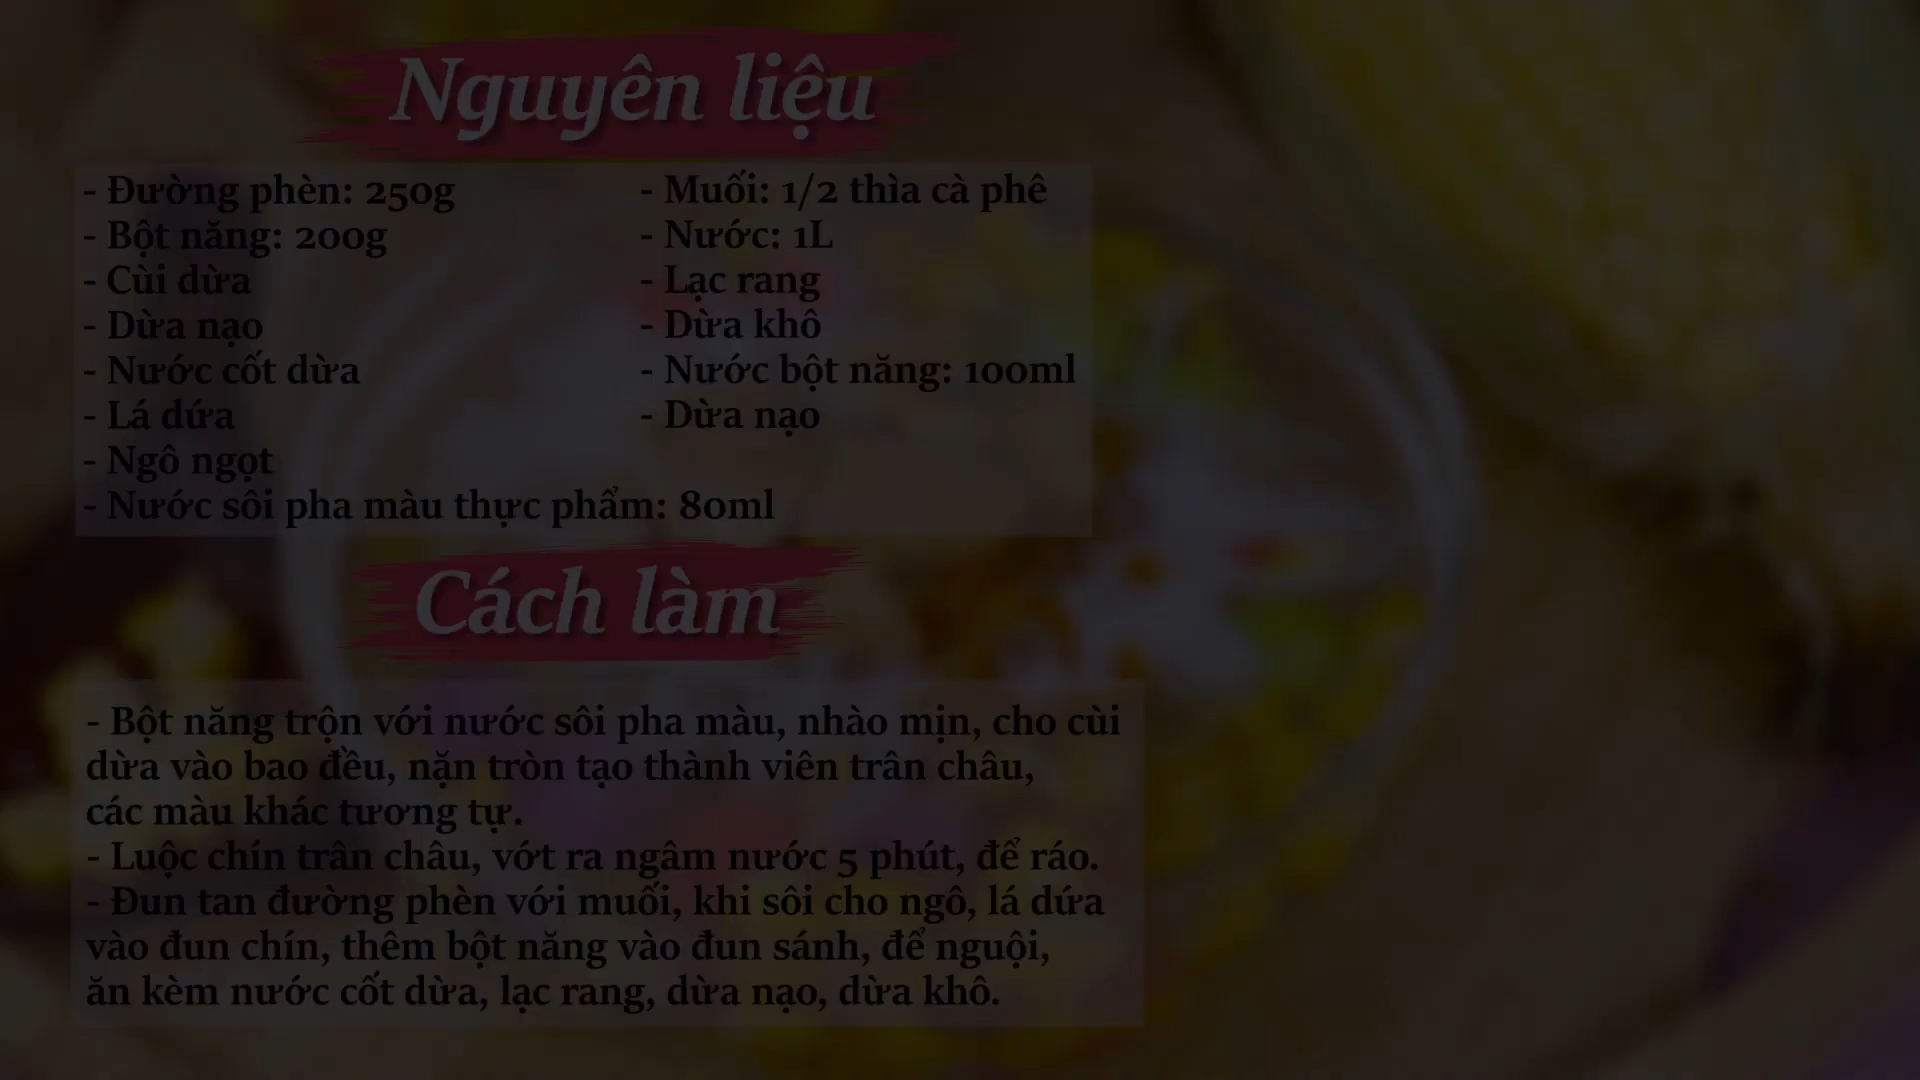 Nguyên liệu
- Đường phèn: 250g
- Bột năng: 200g
- Cùi dừa
- Dừa nạo
- Nước cốt dừa
- Lá dứa
- Ngô ngọt
- Nước sôi pha màu thực phẩm: 80ml
- Muối: 1/2 thìa cà phê
- Nước: 1L
- Lạc rang
- Dừa khô
- Nước bột năng: 100ml
- Dừa nạo
Cách làm
- Bột năng trộn với nước sôi pha màu, nhào mịn, cho cùi
dừa vào bao đều, nặn tròn tạo thành viên trân châu,
các màu khác tương tự.
- Luộc chín trân châu, vớt ra ngâm nước 5 phút, để ráo.
- Đun tan đường phèn với muối, khi sôi cho ngô, lá dứa
vào đun chín, thêm bột năng vào đun sánh, để nguội,
ăn kèm nước cốt dừa, lạc rang, dừa nạo, dừa khô.